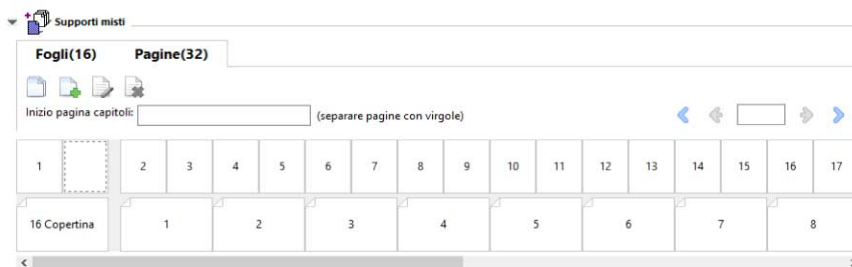 Supporti misti
Fogli(16) Pagine(32)
Inizio pagina capitoli: (separare pagine con virgole)
1 2 3 4 5 6 7 8 9 10 11 12 13 14 15 16 17
16 Copertina 1 2 3 4 5 6 7 8